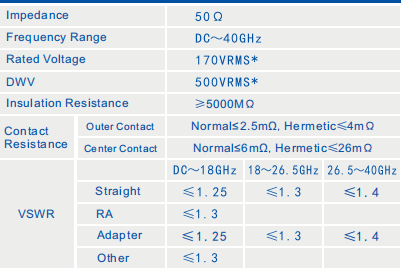 Impedance 50Ω
Frequency Range DC～40GHz
Rated Voltage 170VRMS*
DWV 500VRMS*
Insulation Resistance ≥5000MΩ
Contact Resistance Outer Contact Normal≤2.5mΩ, Hermetic≤4mΩ
Center Contact Normal≤6mΩ, Hermetic≤26mΩ
VSWR DC～18GHz 18～26.5GHz 26.5～40GHz
Straight ≤1.25 ≤1.3 ≤1.4
RA ≤1.3
Adapter ≤1.25 ≤1.3 ≤1.4
Other ≤1.3